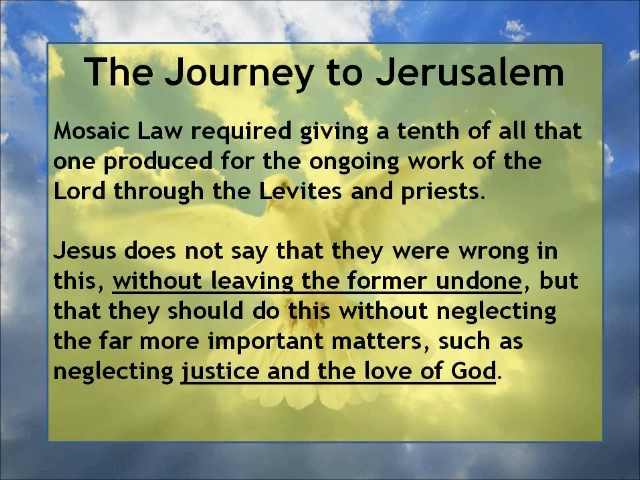 The Journey to Jerusalem
Mosaic Law required giving a tenth of all that
one produced for the ongoing work of the
Lord through the Levites and priests.
Jesus does not say that they were wrong in
this, without leaving the former undone, but
that they should do this without neglecting
the far more important matters, such as
neglecting justice and the love of God.